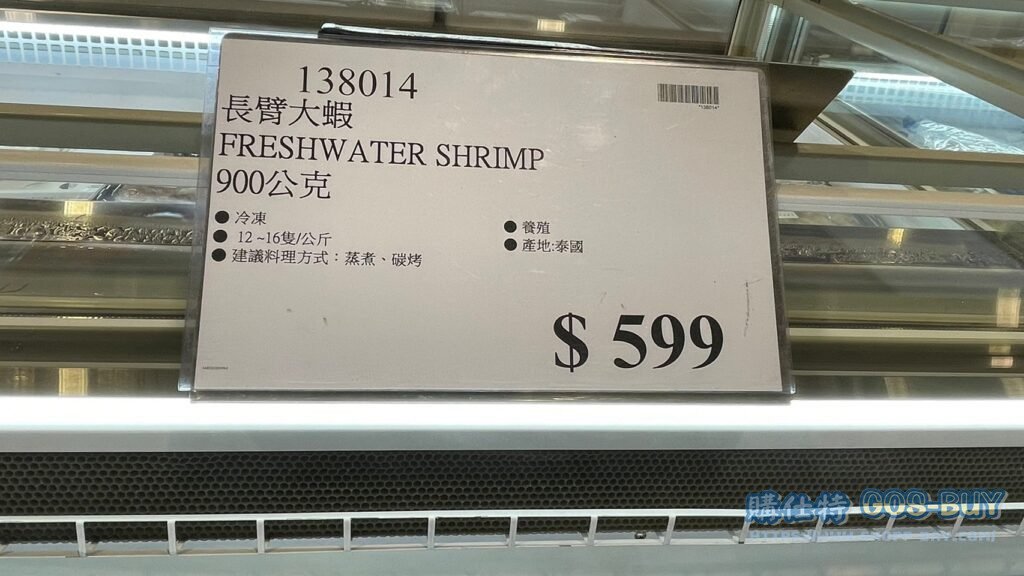 138014
*138014*
長臂大蝦
FRESHWATER SHRIMP
900公克
● 冷凍
● 12 ~16隻/公斤
● 建議料理方式：蒸煮、碳烤
● 養殖
● 產地:泰國
$ 599
購仕特 COS-BUY